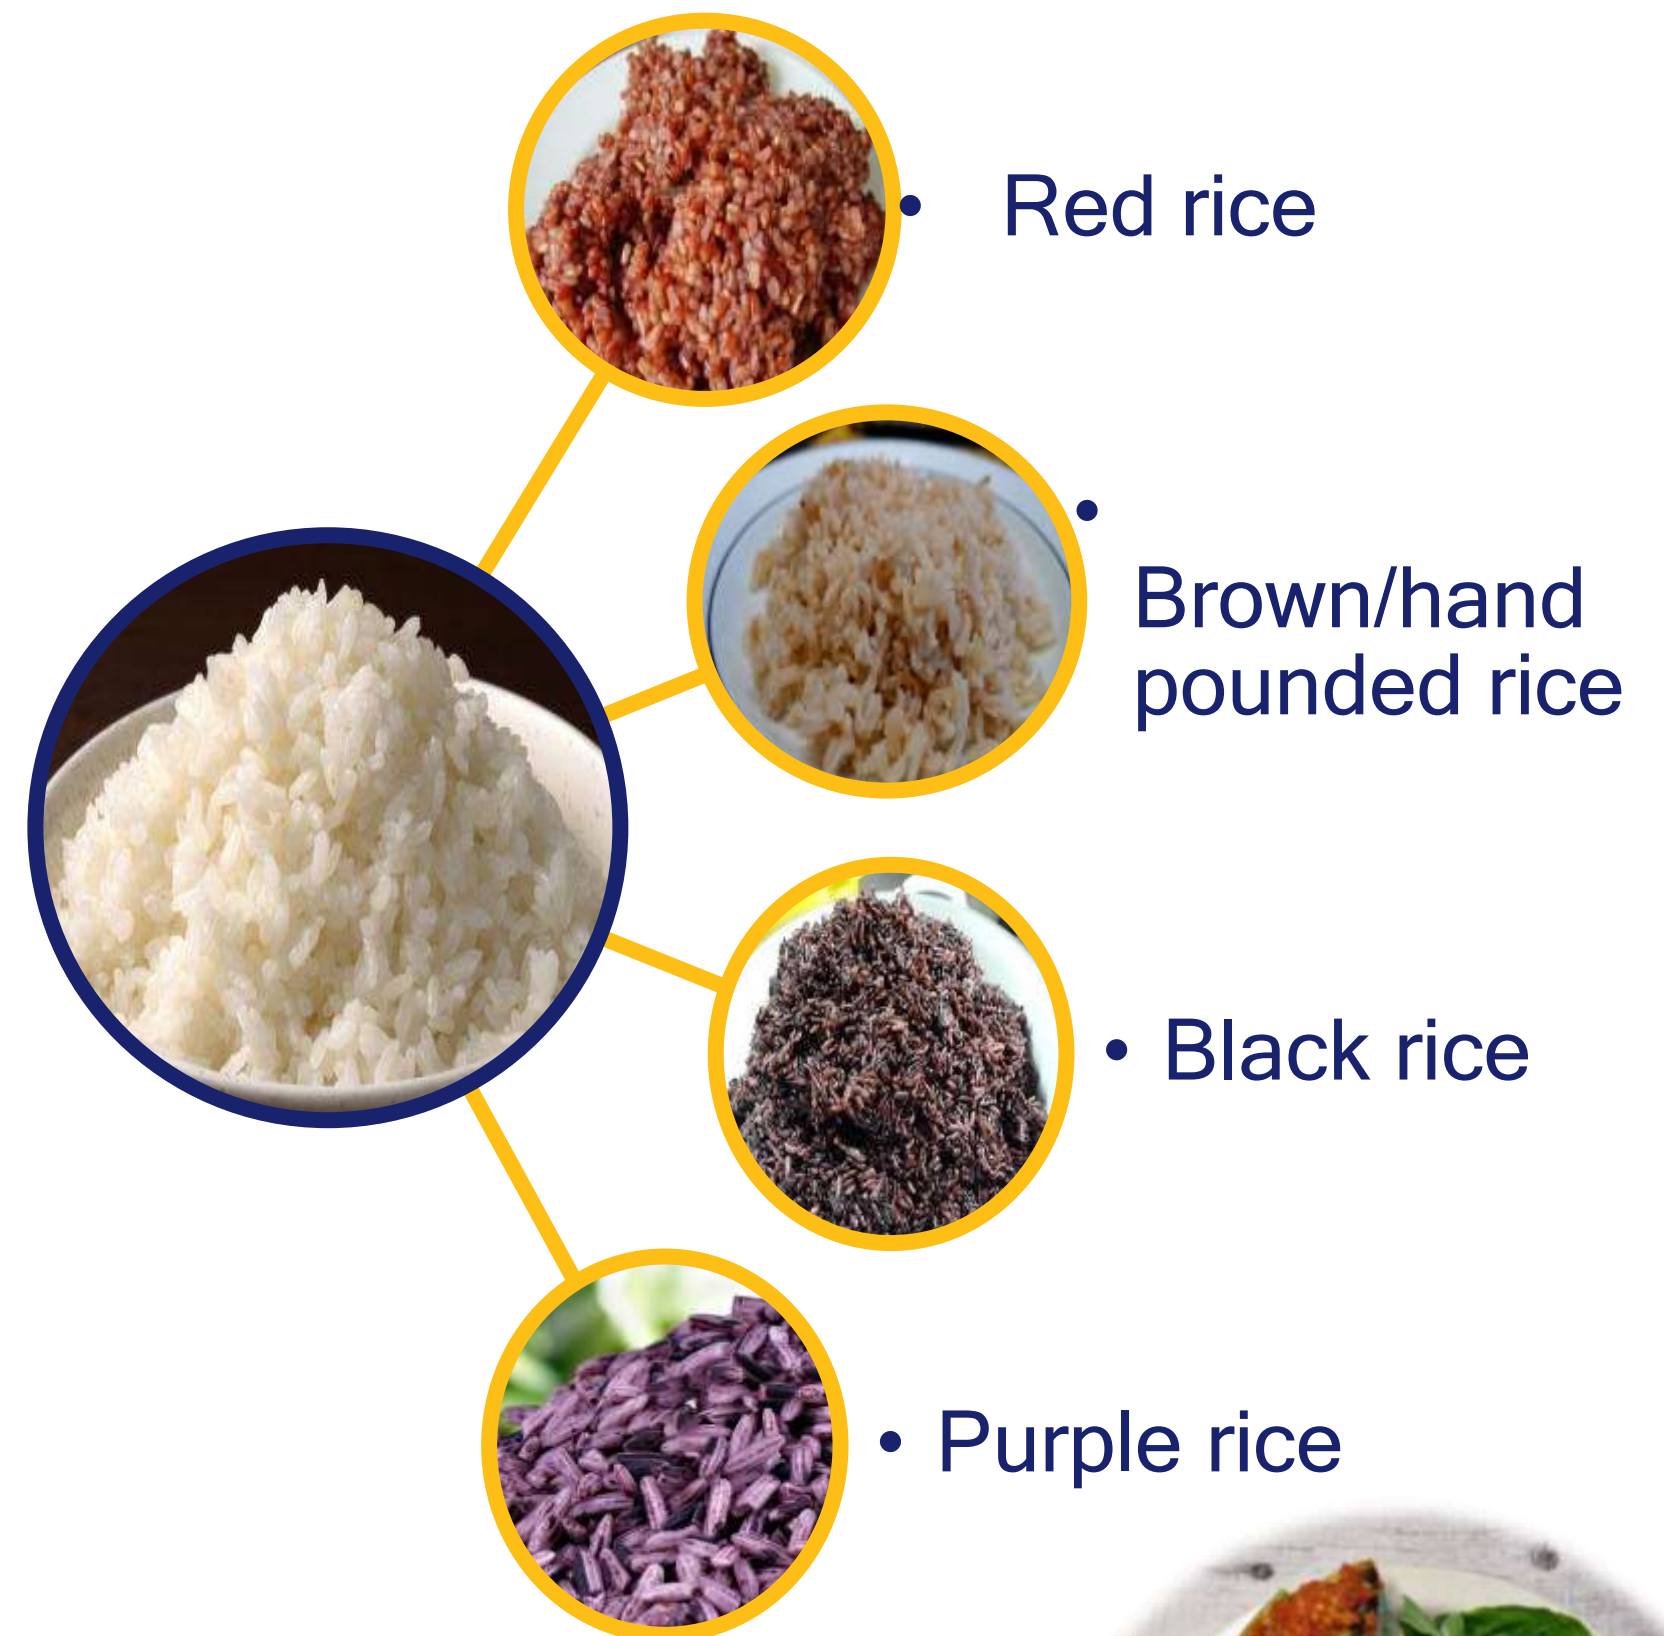 • Red rice
•
Brown/hand
pounded rice
• Black rice
• Purple rice